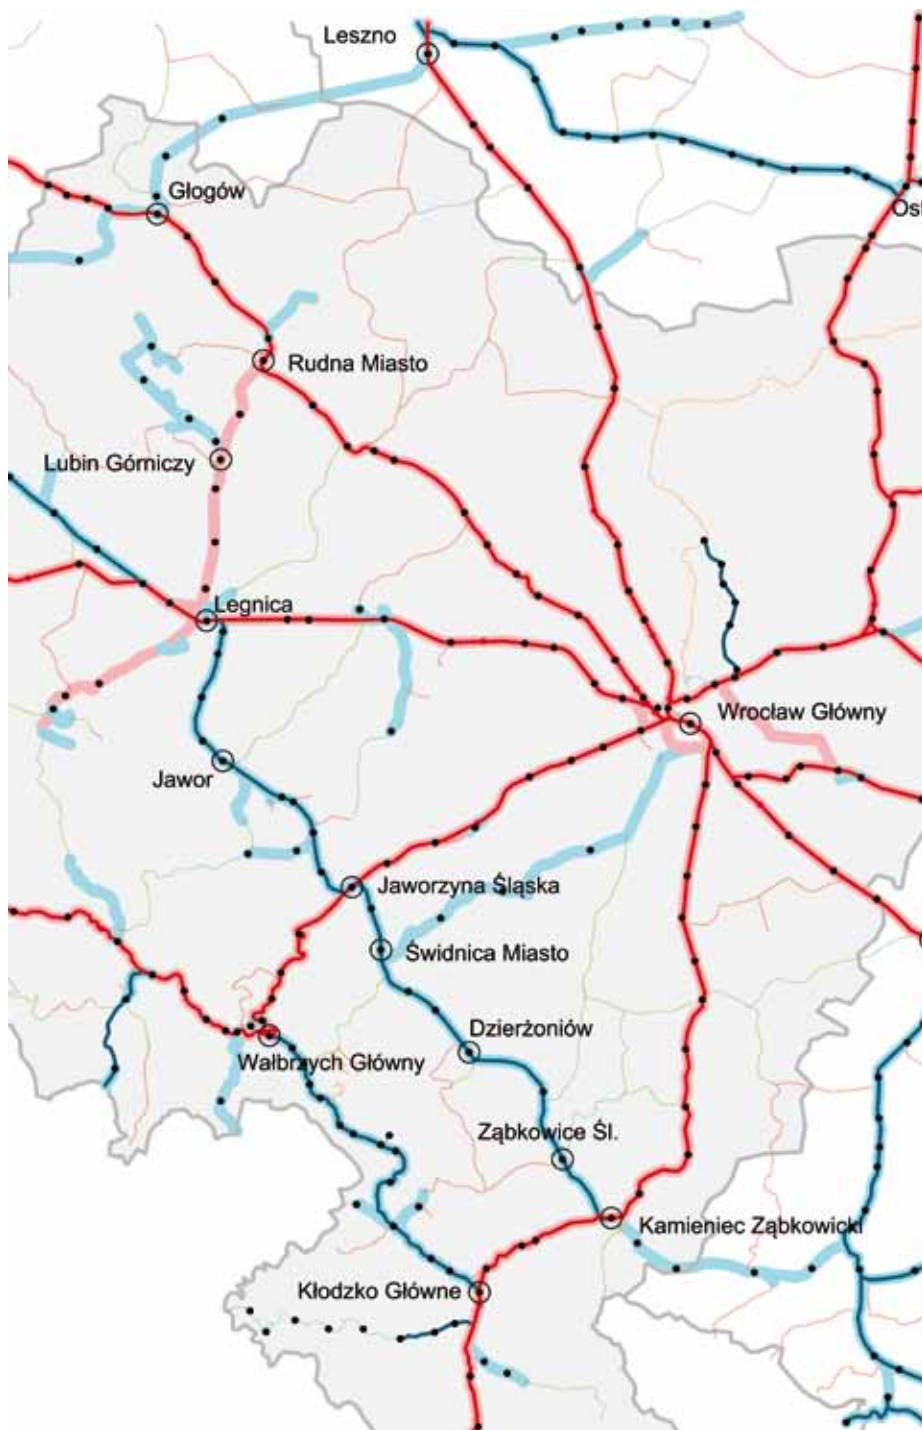 Leszno
Głogów
Ost
Rudna Miasto
Lubin Górniczy
Legnica
Wrocław Główny
Jawor
Jaworzyna Śląska
Świdnica Miasto
Dzierżoniów
Wałbrzych Główny
Ząbkowice Śl.
Kamieniec Ząbkowicki
Kłodzko Główne